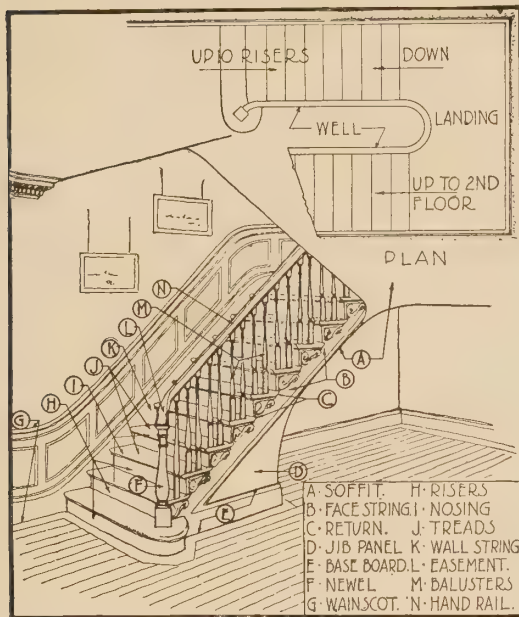 UP 10 RISERS
DOWN
WELL
LANDING
UP TO 2ND
FLOOR
PLAN
N
M
L
K
J
I
H
G
A
B
C
D
F
E
A· SOFFIT. H· RISERS
B· FACE STRING. I· NOSING
C· RETURN. J· TREADS
D· JIB PANEL K· WALL STRING
E· BASE BOARD. L· EASEMENT.
F· NEWEL M· BALUSTERS
G· WAINSCOT. N· HAND RAIL.